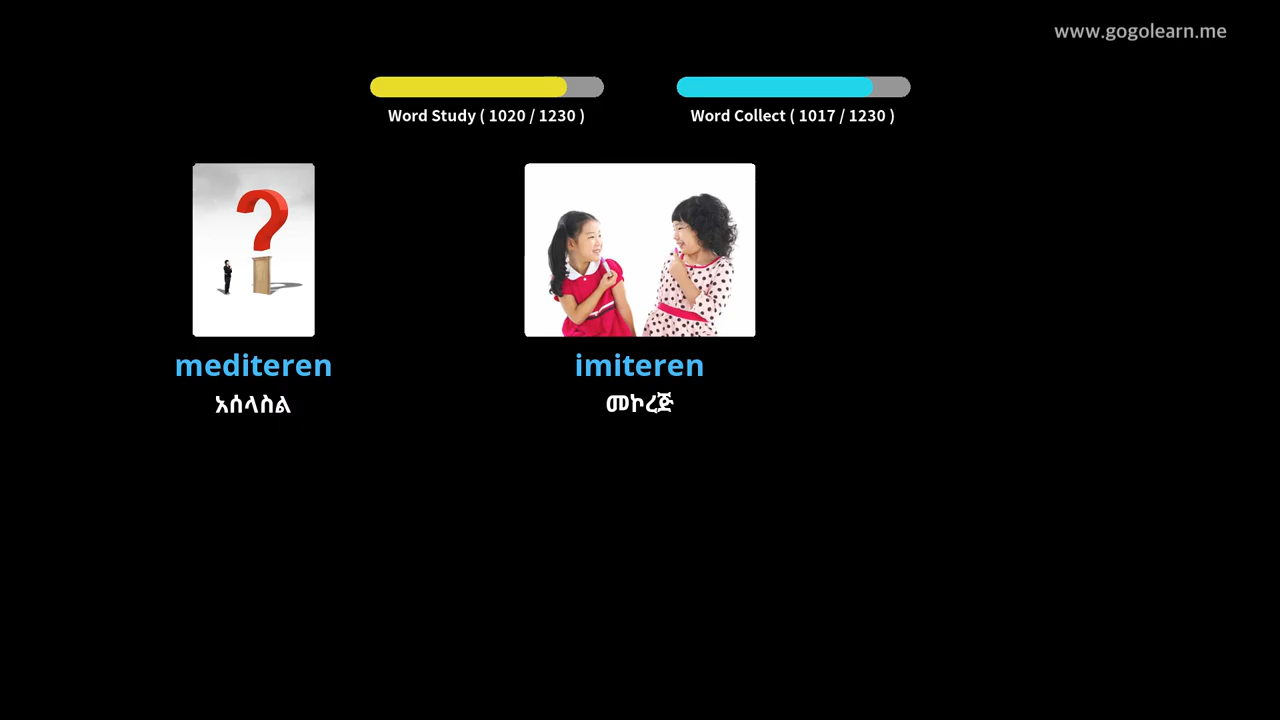 www.gogolearn.me
Word Study ( 1020 / 1230 )
Word Collect ( 1017 / 1230 )
mediteren
አሰላስል
imiteren
መኮረጅ